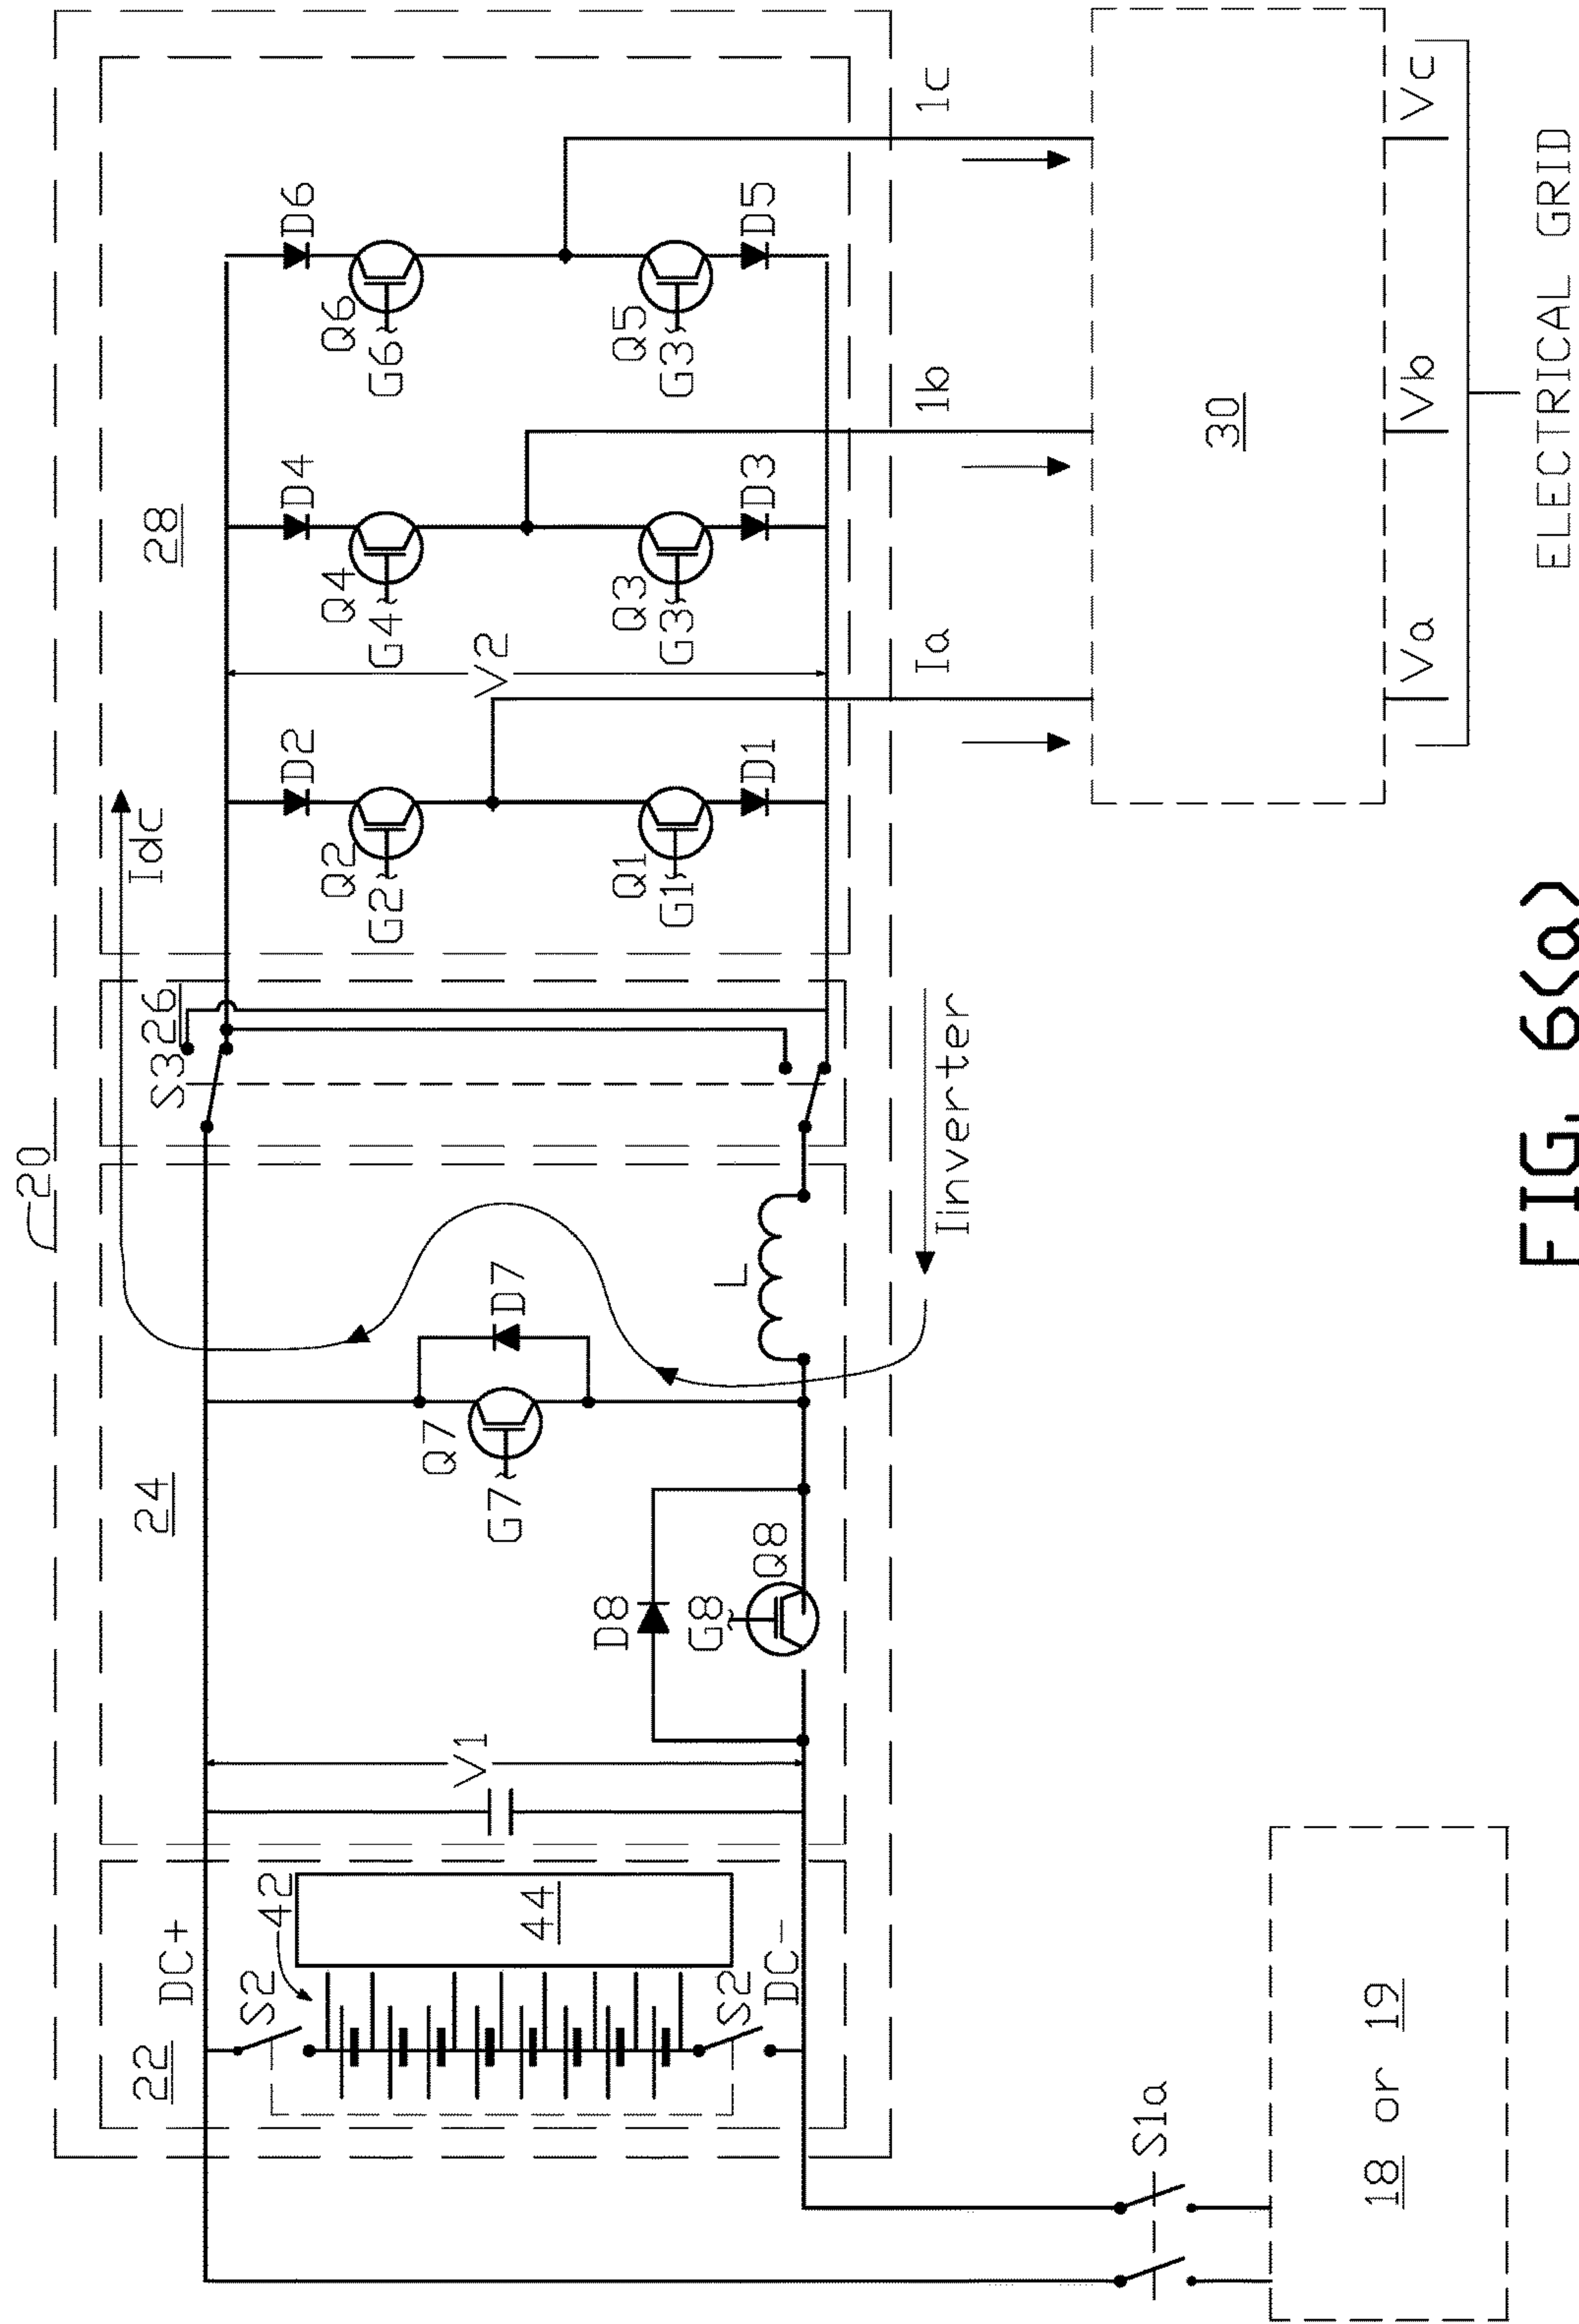 20
22
DC+
S2
42
44
S2
DC-
24
V1
D8
G8
Q8
Q7
G7
D7
L
S3
26
Idc
28
D2
Q2
G2
Q1
G1
D1
V2
D4
Q4
G4
Q3
G3
D3
D6
Q6
G6
Q5
G3
D5
Iinverter
Ia
1b
1c
30
Va
Vb
Vc
ELECTRICAL GRID
S1a
18 or 19
FIG. 6(a)